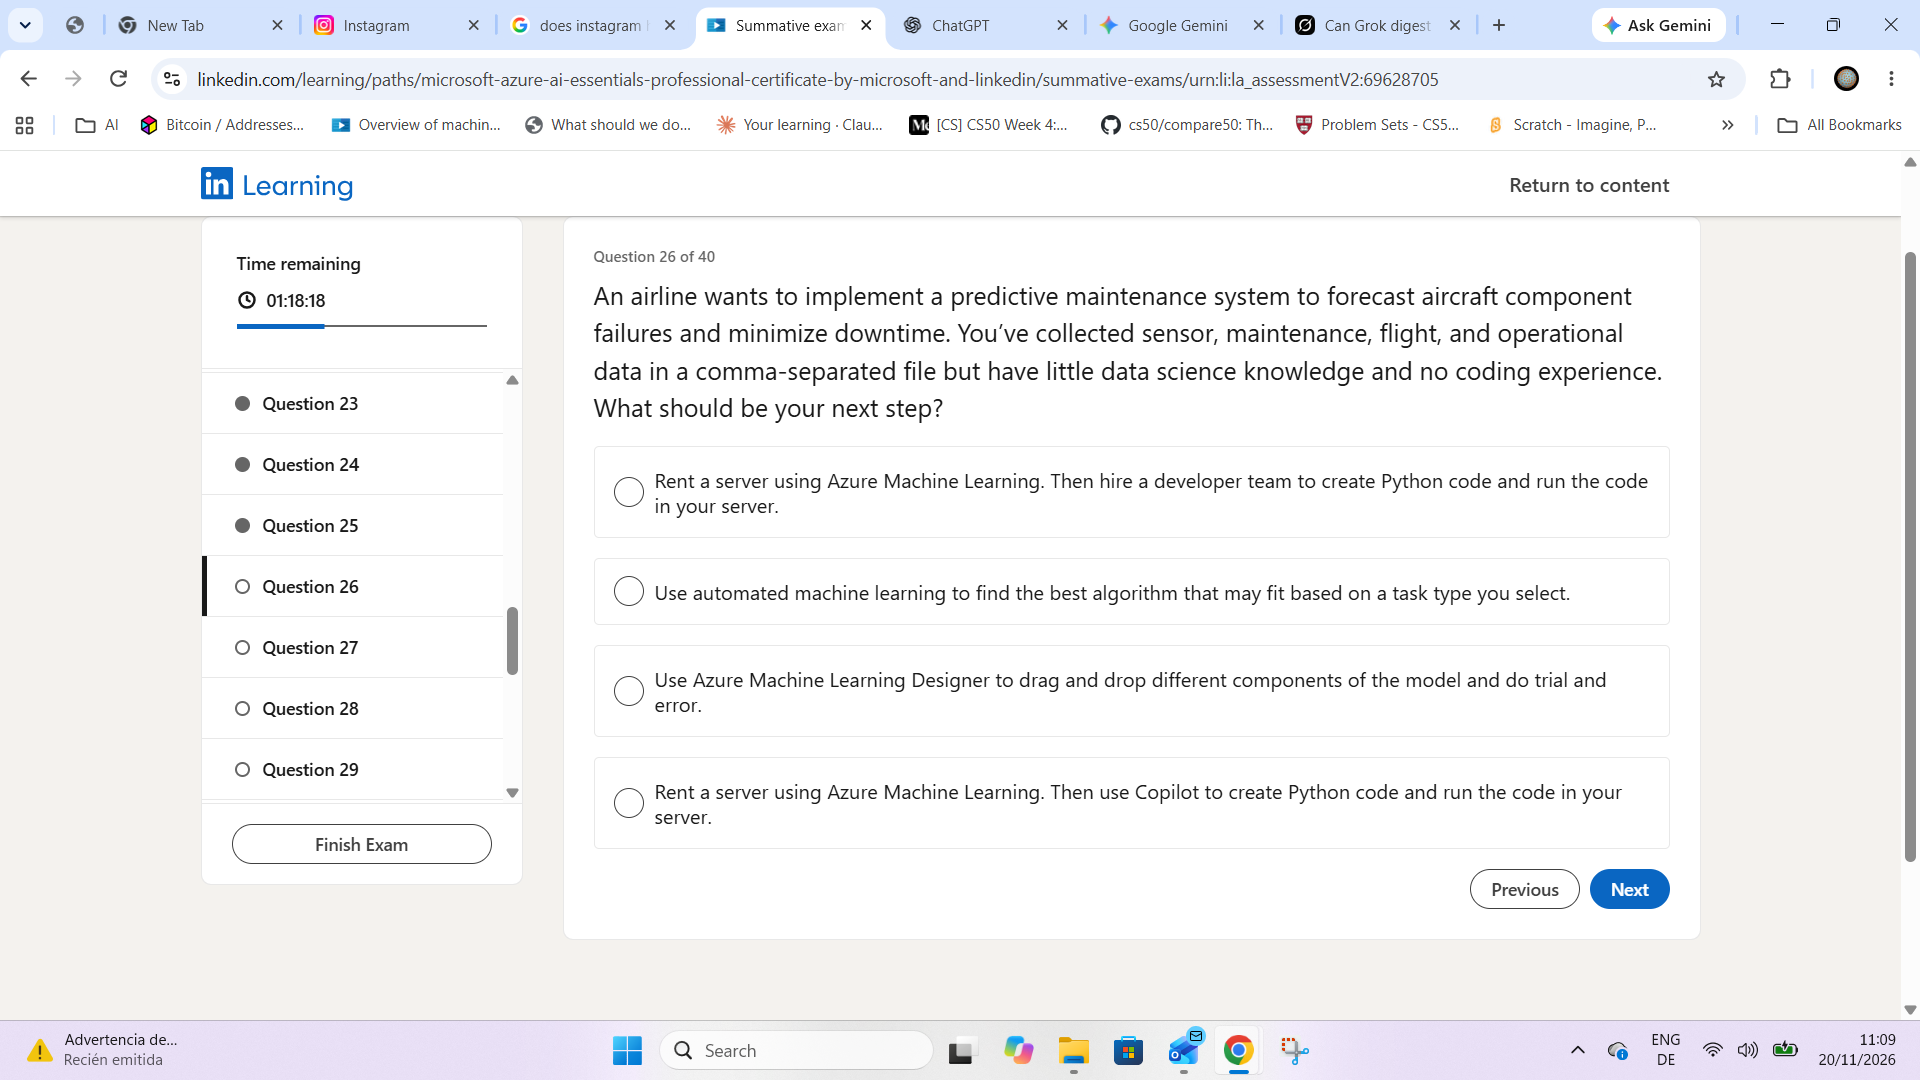 New Tab
Instagram
does instagram
Summative exam
ChatGPT
Google Gemini
Can Grok digest
Ask Gemini
linkedin.com/learning/paths/microsoft-azure-ai-essentials-professional-certificate-by-microsoft-and-linkedin/summative-exams/urn:li:la_assessmentV2:69628705
AI
Bitcoin / Addresses...
Overview of machin...
What should we do...
Your learning · Clau...
[CS] CS50 Week 4:...
cs50/compare50: Th...
Problem Sets - CS5...
Scratch - Imagine, P...
All Bookmarks
in Learning
Return to content
Time remaining
01:18:18
Question 23
Question 24
Question 25
Question 26
Question 27
Question 28
Question 29
Finish Exam
Question 26 of 40
An airline wants to implement a predictive maintenance system to forecast aircraft component
failures and minimize downtime. You’ve collected sensor, maintenance, flight, and operational
data in a comma-separated file but have little data science knowledge and no coding experience.
What should be your next step?
Rent a server using Azure Machine Learning. Then hire a developer team to create Python code and run the code
in your server.
Use automated machine learning to find the best algorithm that may fit based on a task type you select.
Use Azure Machine Learning Designer to drag and drop different components of the model and do trial and
error.
Rent a server using Azure Machine Learning. Then use Copilot to create Python code and run the code in your
server.
Previous
Next
Advertencia de...
Recién emitida
Search
ENG
DE
11:09
20/11/2026